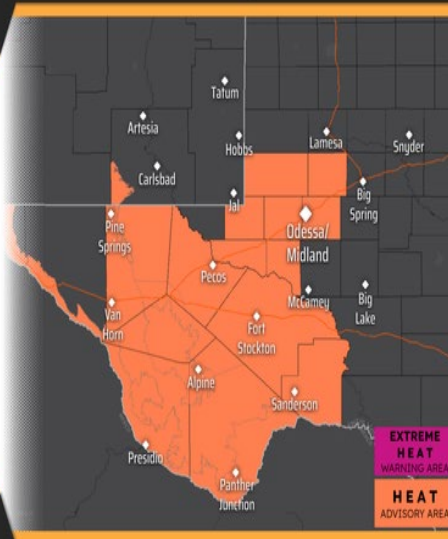 Tatum
Artesia
Hobbs
Lamesa
Snyder
Carlsbad
Big
Spring
Jal
Pine
Springs
Odessa/
Midland
Pecos
McCamey
Big
Lake
Van
Horn
Fort
Stockton
Alpine
Sanderson
Presidio
Panther
Junction
EXTREME
HEAT
WARNING AREA
HEAT
ADVISORY AREA